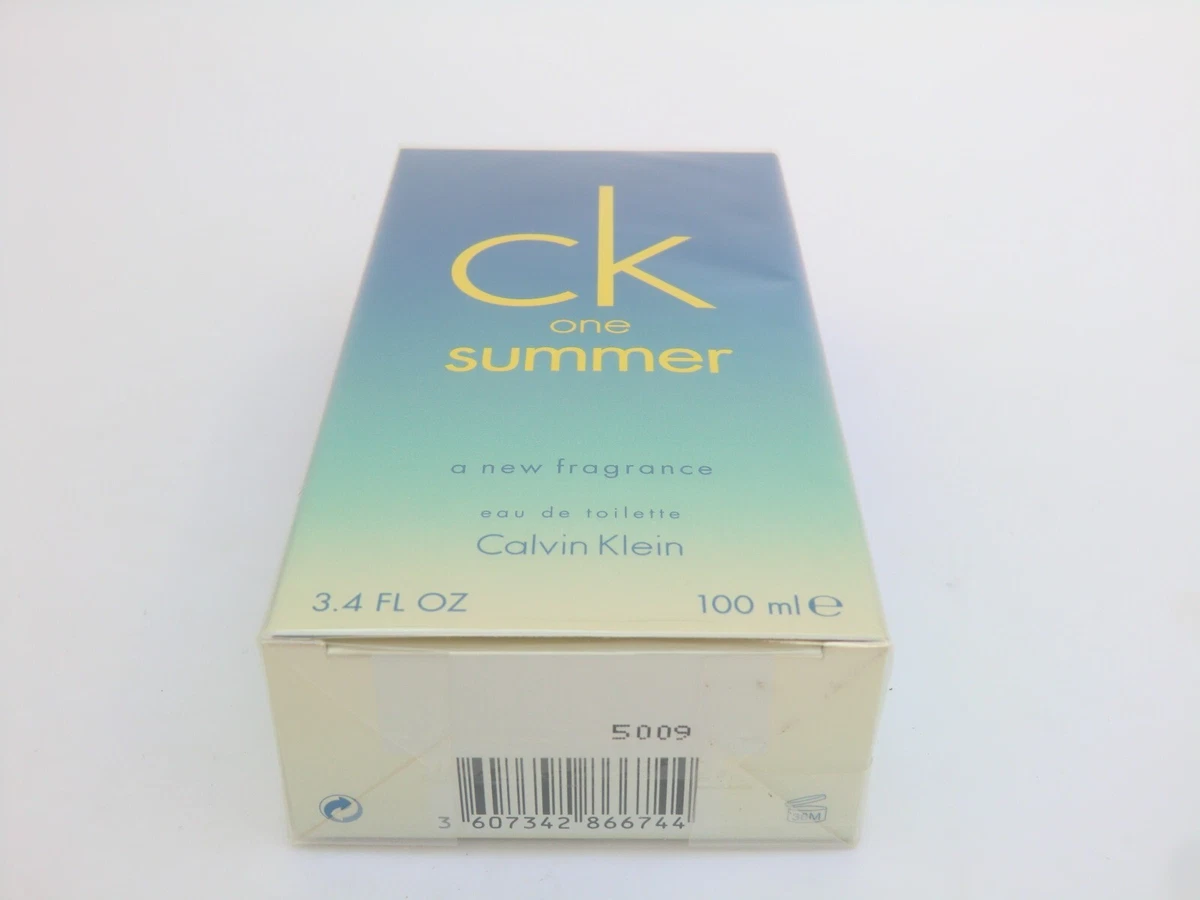 ck
one
summer
a new fragrance
eau de toilette
Calvin Klein
3.4 FL OZ 100 ml ℮
5009
3 607342 866744